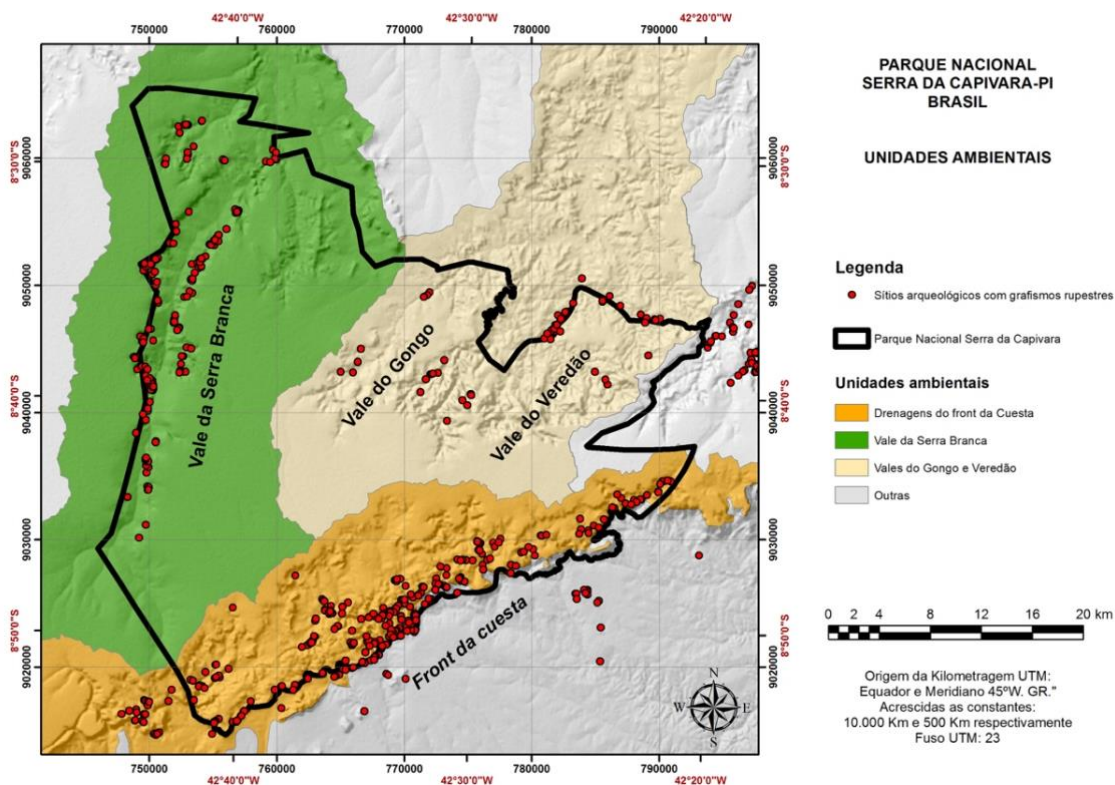 42°40'0"W 42°30'0"W 42°20'0"W
750000 760000 770000 780000 790000
8°30'0"S 9060000 9060000 8°30'0"S
9050000 9050000
8°40'0"S 9040000 9040000 8°40'0"S
9030000 9030000
8°50'0"S 9020000 9020000 8°50'0"S
Vale da Serra Branca
Vale do Gongo
Vale do Veredão
Front da cuesta
N
W E
S
750000 760000 770000 780000 790000
42°40'0"W 42°30'0"W 42°20'0"W
PARQUE NACIONAL
SERRA DA CAPIVARA-PI
BRASIL
UNIDADES AMBIENTAIS
Legenda
Sítios arqueológicos com grafismos rupestres
Parque Nacional Serra da Capivara
Unidades ambientais
Drenagens do front da Cuesta
Vale da Serra Branca
Vales do Gongo e Veredão
Outras
0 2 4 8 12 16 20 km
Origem da Kilometragem UTM:
Equador e Meridiano 45ºW. GR."
Acrescidas as constantes:
10.000 Km e 500 Km respectivamente
Fuso UTM: 23